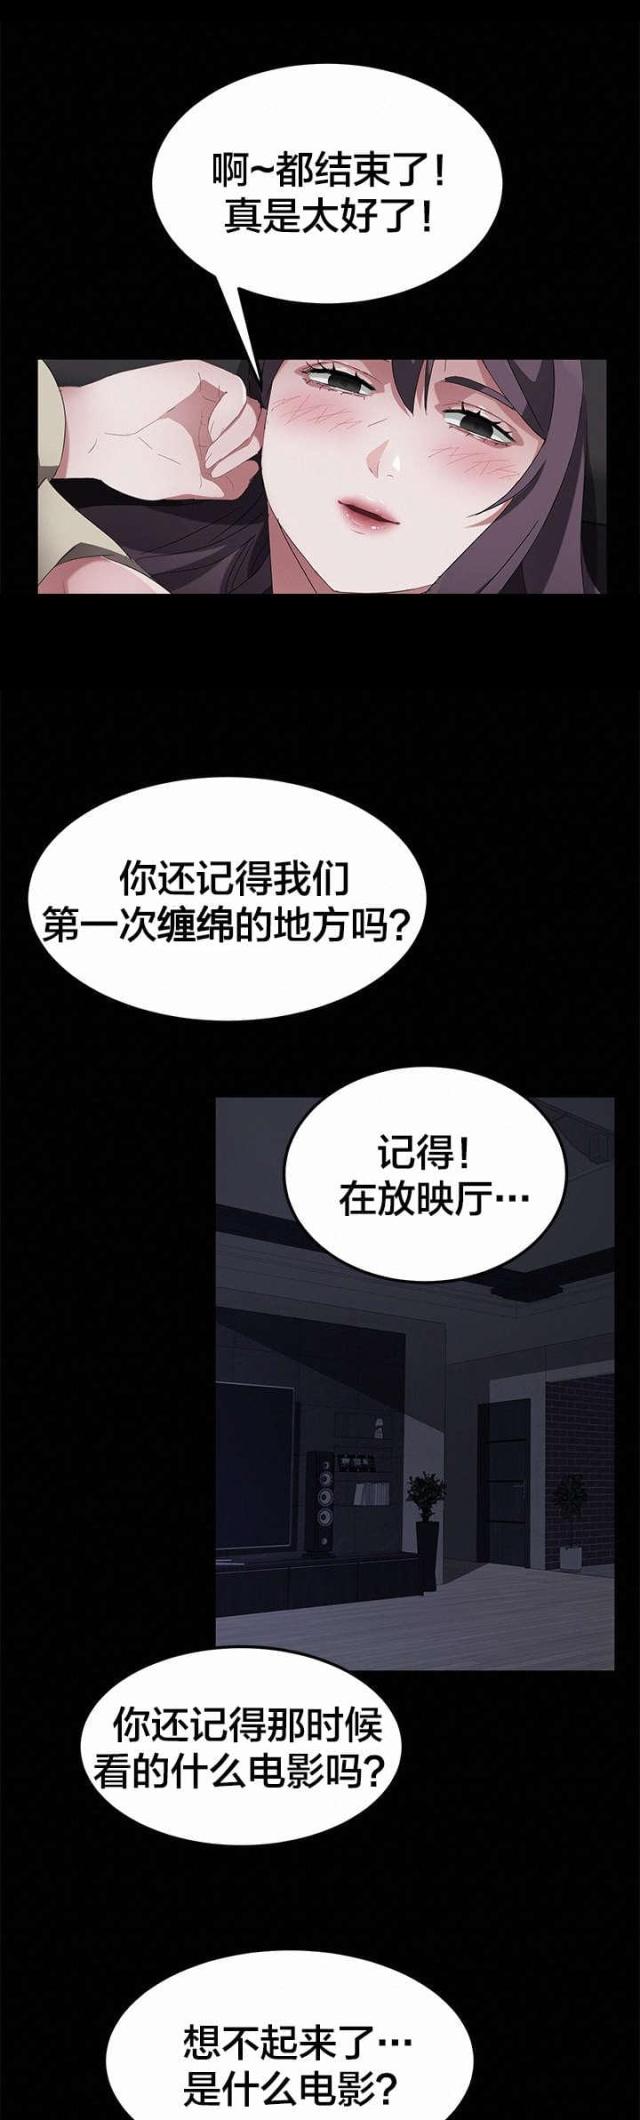 啊~都结束了！
真是太好了！
你还记得我们
第一次缠绵的地方吗？
记得！
在放映厅…
你还记得那时候
看的什么电影吗？
想不起来了…
是什么电影？